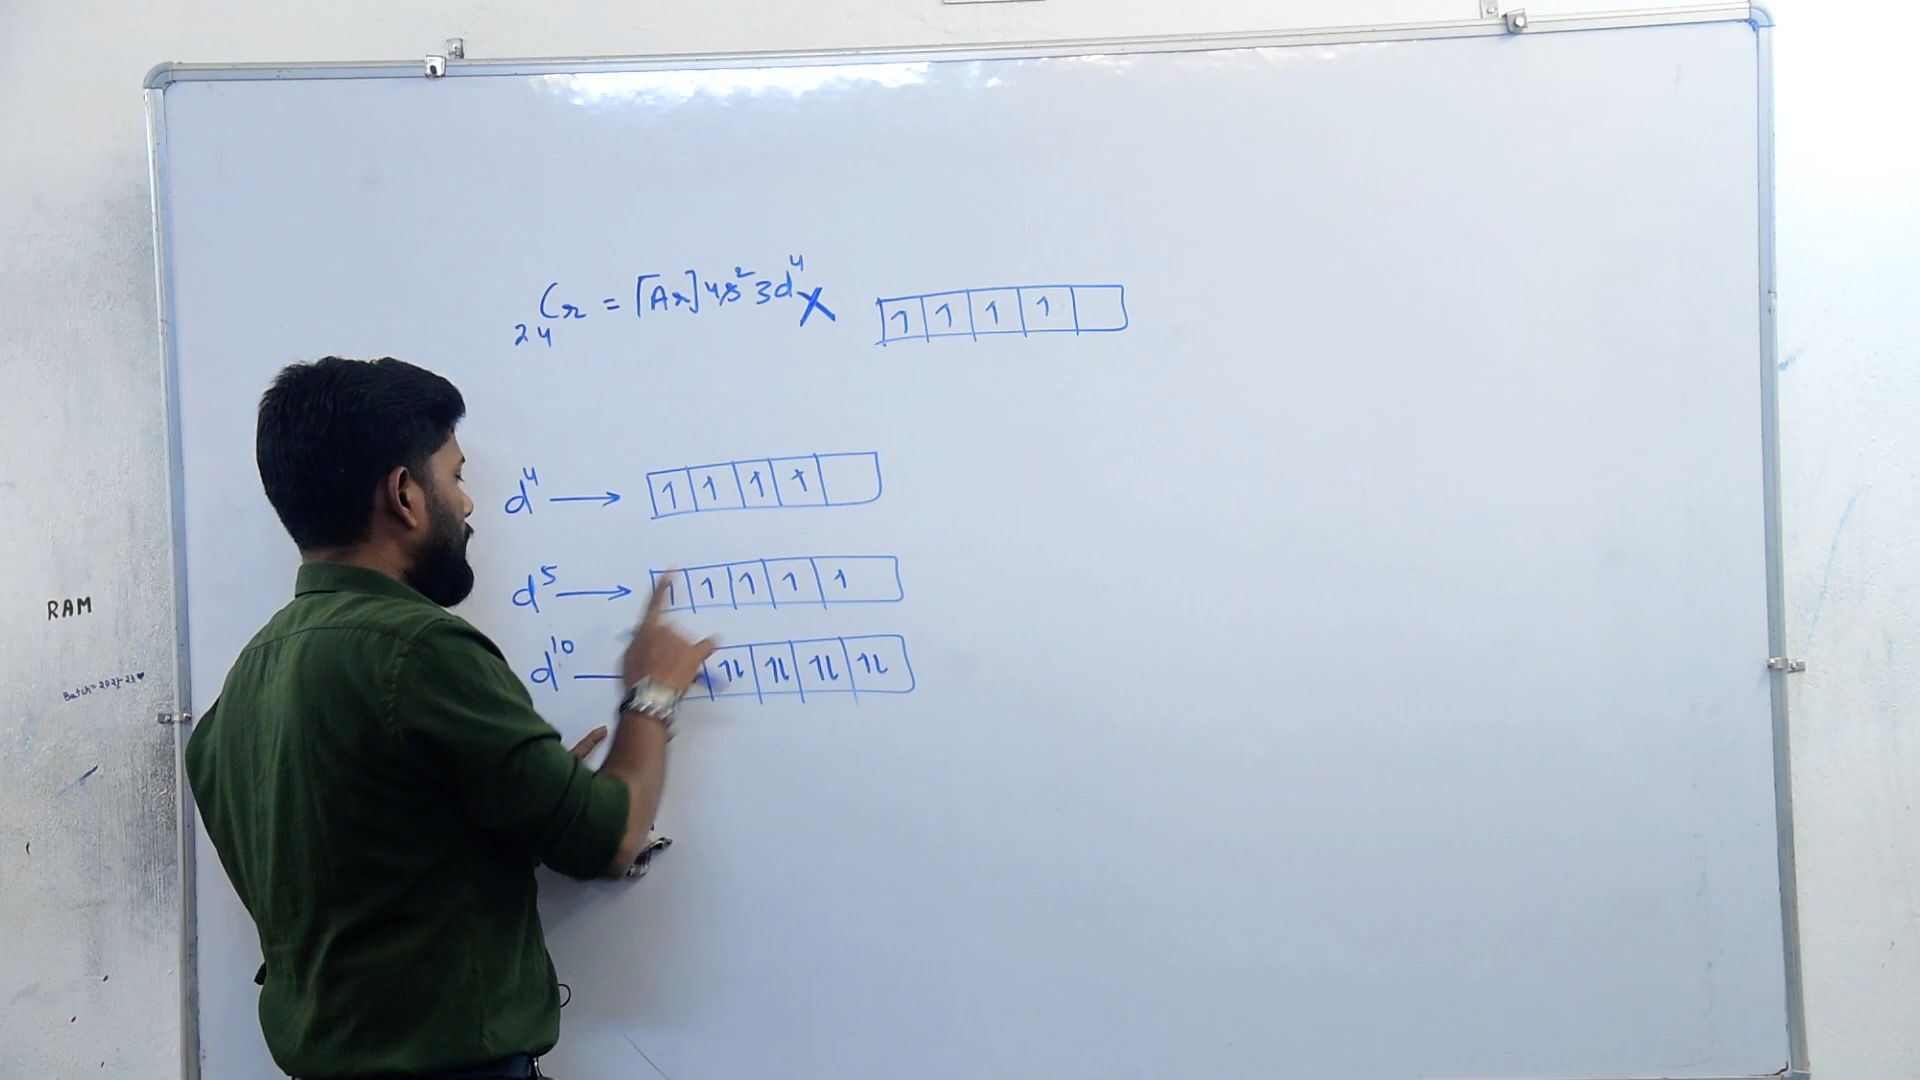 ₂₄Cr = [Ar] 4s² 3d⁴ X 1 1 1 1
d⁴ → 1 1 1 1
d⁵ → 1 1 1 1 1
d¹⁰ — 1l 1l 1l 1l
RAM